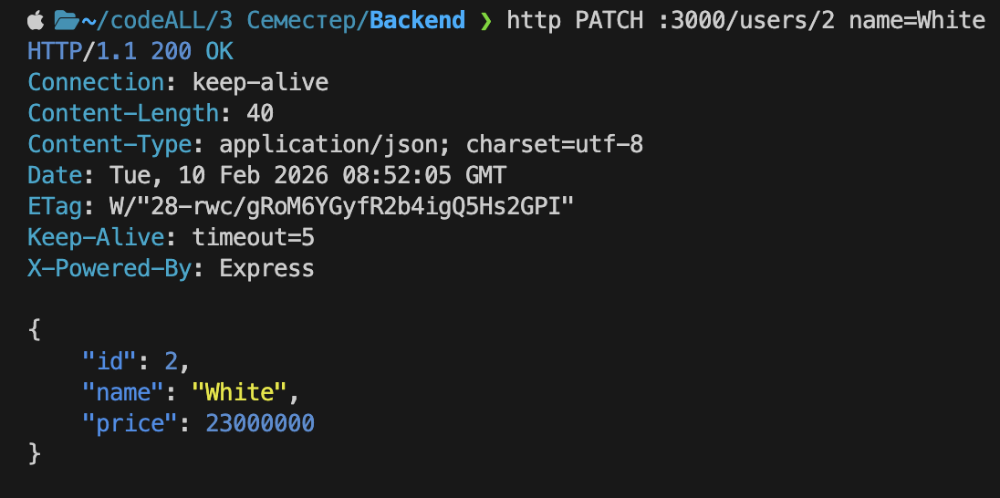 ~/codeALL/3 Семестер/Backend ❯ http PATCH :3000/users/2 name=White
HTTP/1.1 200 OK
Connection: keep-alive
Content-Length: 40
Content-Type: application/json; charset=utf-8
Date: Tue, 10 Feb 2026 08:52:05 GMT
ETag: W/"28-rwc/gRoM6YGyfR2b4igQ5Hs2GPI"
Keep-Alive: timeout=5
X-Powered-By: Express
{
    "id": 2,
    "name": "White",
    "price": 23000000
}